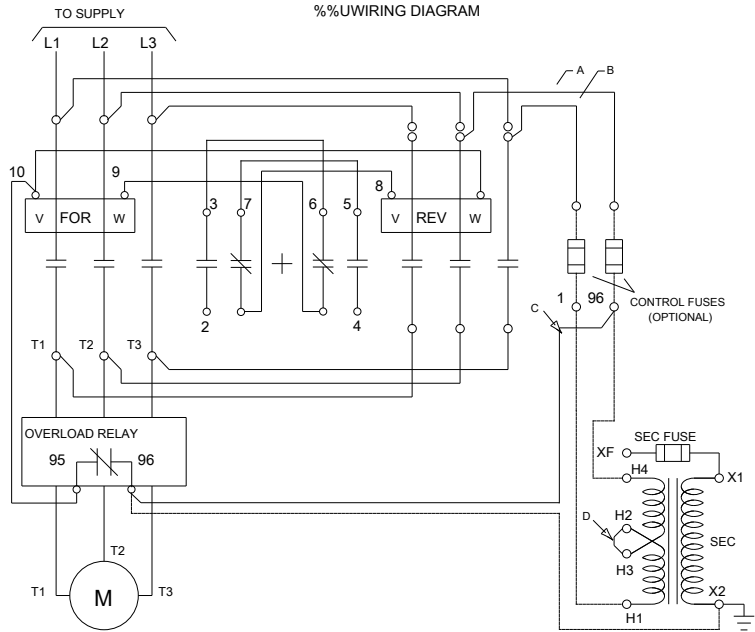 %%UWIRING DIAGRAM
TO SUPPLY
L1 L2 L3
A B
10 9 8
3 7 6 5
V FOR W
V REV W
2 4
1 96
C
CONTROL FUSES
(OPTIONAL)
T1 T2 T3
OVERLOAD RELAY
95 96
SEC FUSE
XF
H4 X1
D H2
SEC
H3
T2
X2
T1 M T3
H1